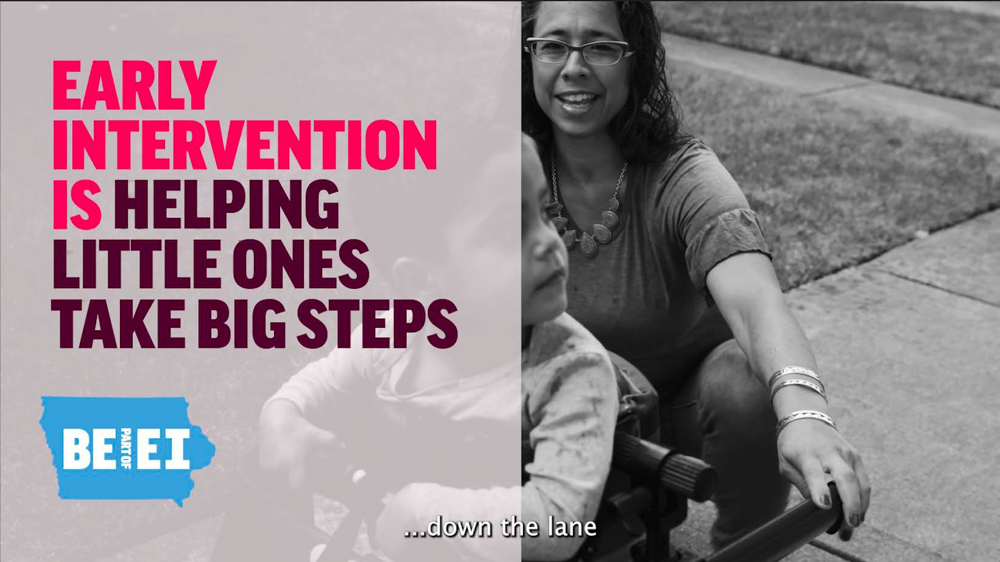 EARLY
INTERVENTION
IS HELPING
LITTLE ONES
TAKE BIG STEPS
BE PART OF EI
...down the lane